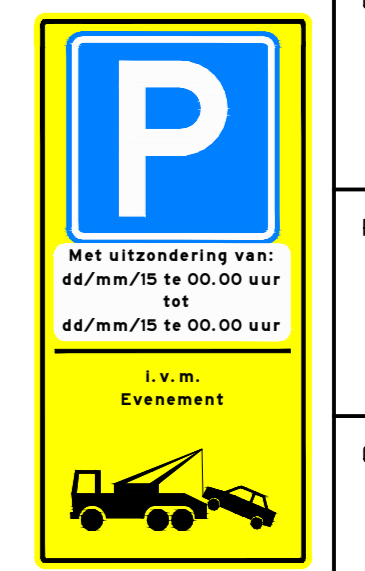 P
Met uitzondering van:
dd/mm/15 te 00.00 uur
tot
dd/mm/15 te 00.00 uur
i.v.m.
Evenement